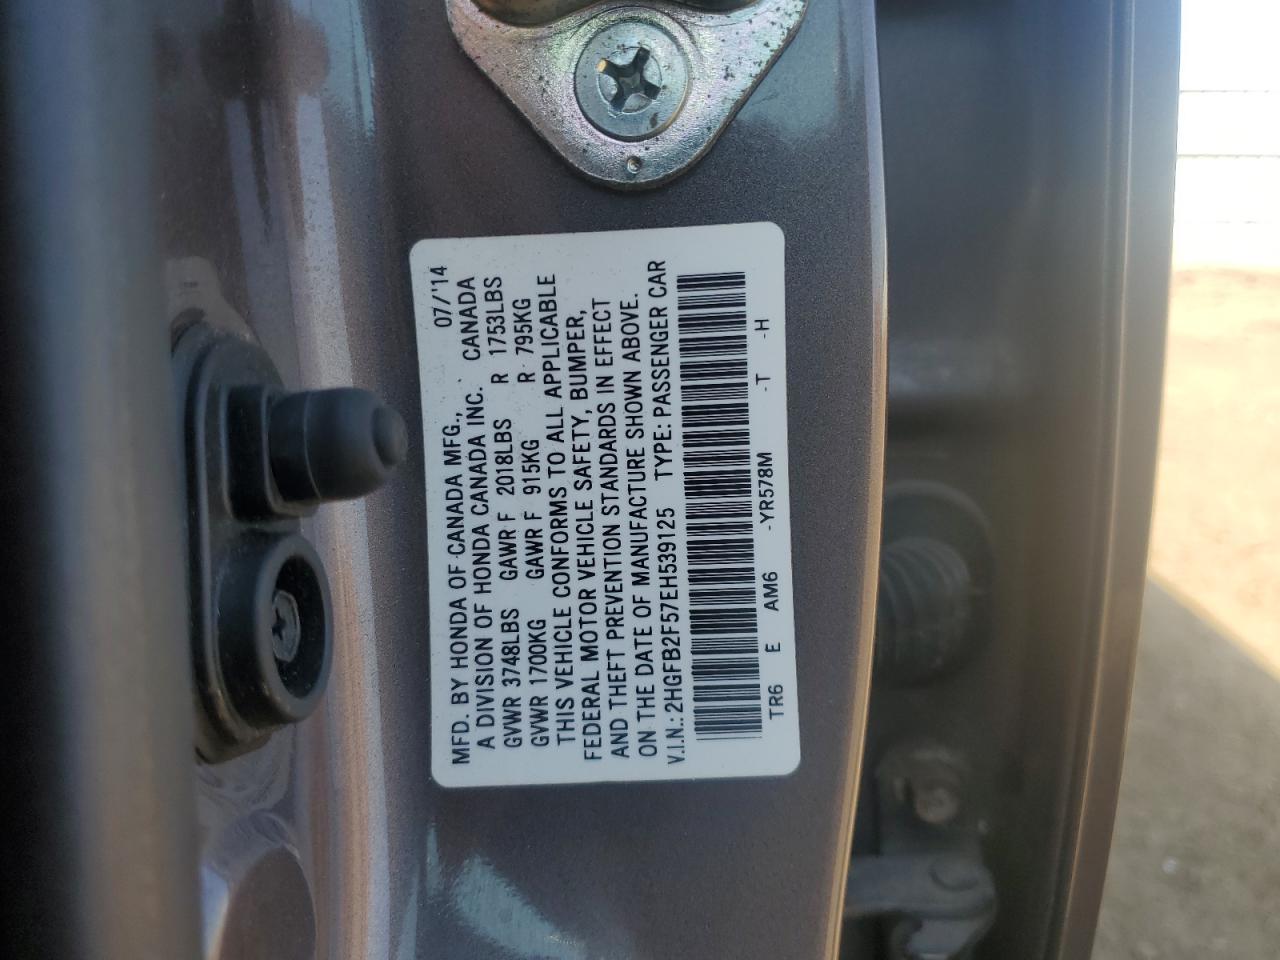 MFD. BY HONDA OF CANADA MFG., 07/'14
A DIVISION OF HONDA CANADA INC. CANADA
GVWR 3748LBS GAWR F 2018LBS R 1753LBS
GVWR 1700KG GAWR F 915KG R 795KG
THIS VEHICLE CONFORMS TO ALL APPLICABLE
FEDERAL MOTOR VEHICLE SAFETY, BUMPER,
AND THEFT PREVENTION STANDARDS IN EFFECT
ON THE DATE OF MANUFACTURE SHOWN ABOVE.
V.I.N.: 2HGFB2F57EH539125 TYPE: PASSENGER CAR
TR6 E AM6 -YR578M -T -H